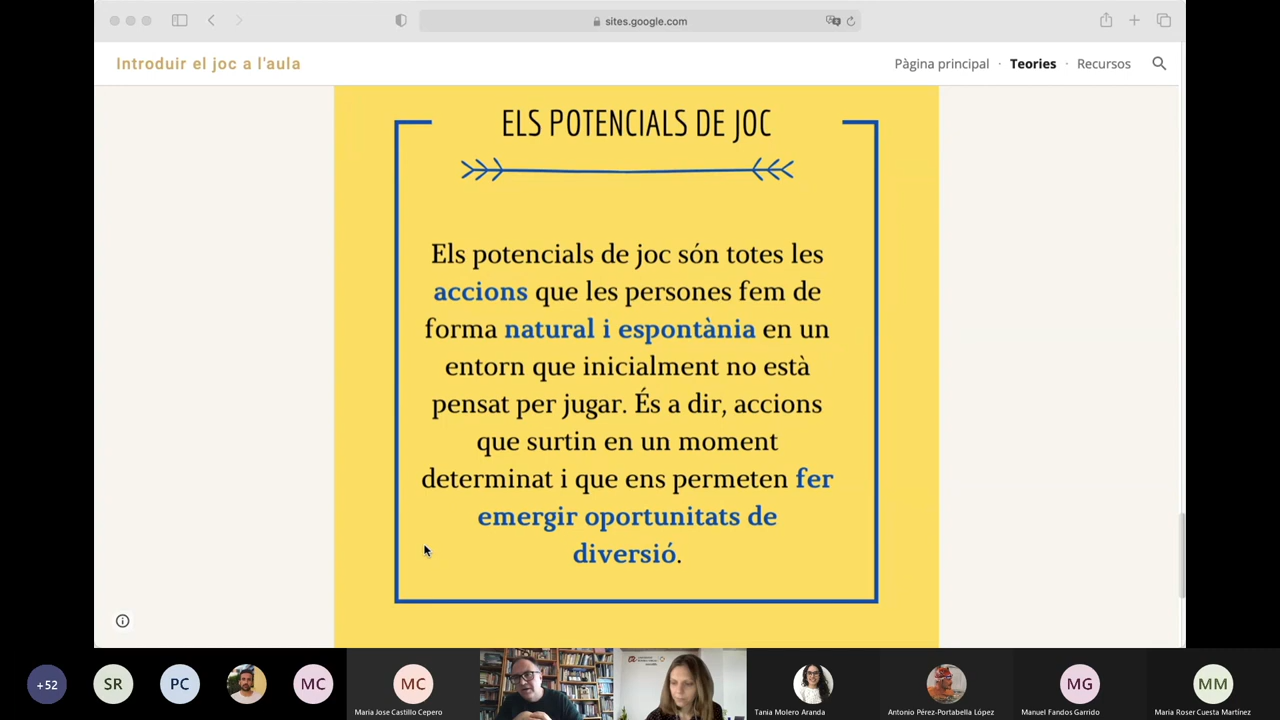 sites.google.com
Introduir el joc a l'aula
Pàgina principal · Teories · Recursos
ELS POTENCIALS DE JOC
Els potencials de joc són totes les
accions que les persones fem de
forma natural i espontània en un
entorn que inicialment no està
pensat per jugar. És a dir, accions
que surtin en un moment
determinat i que ens permeten fer
emergir oportunitats de
diversió.
+52
SR
PC
MC
MC
MG
MM
Maria Jose Castillo Cepero
Tania Molero Aranda
Antonio Pérez-Portabella López
Manuel Fandos Garrido
Maria Roser Cuesta Martínez